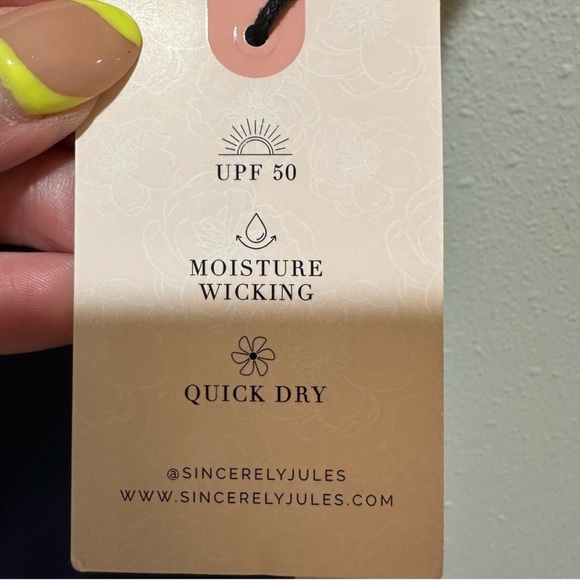 UPF 50
MOISTURE
WICKING
QUICK DRY
@SINCERELYJULES
WWW.SINCERELYJULES.COM